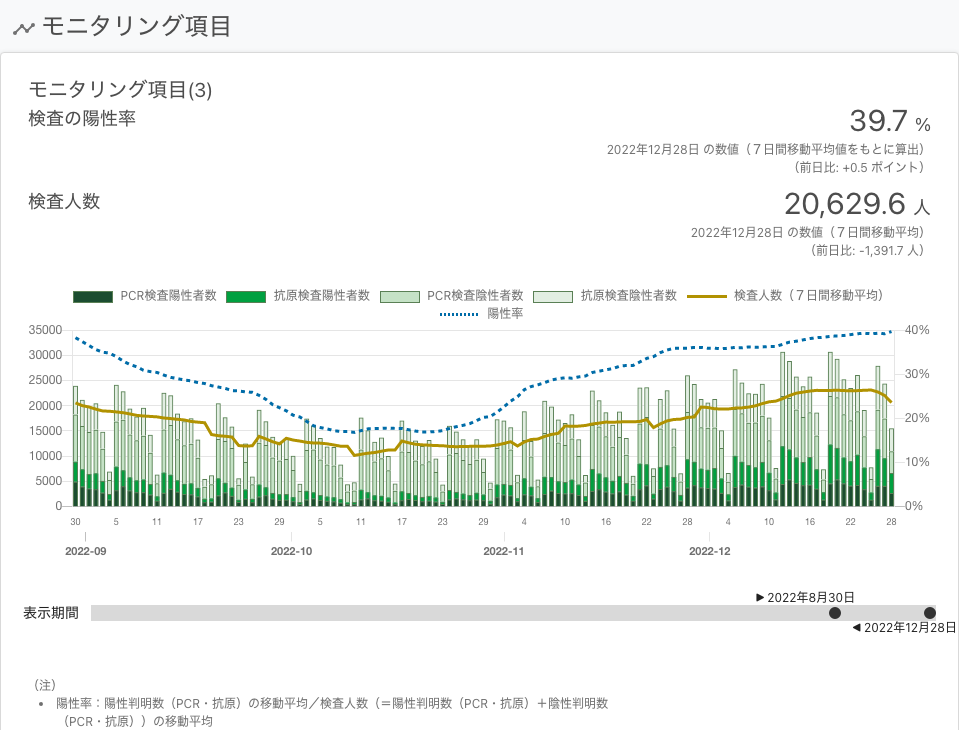 モニタリング項目
モニタリング項目(3)
検査の陽性率
39.7 %
2022年12月28日 の数値（７日間移動平均値をもとに算出）
（前日比: +0.5 ポイント）
検査人数
20,629.6 人
2022年12月28日 の数値（７日間移動平均）
（前日比: -1,391.7 人）
PCR検査陽性者数 抗原検査陽性者数 PCR検査陰性者数 抗原検査陰性者数 検査人数（７日間移動平均）
陽性率
35000 40%
30000
25000 30%
20000 20%
15000
10000 10%
5000
0 0%
30 5 11 17 23 29 5 11 17 23 29 4 10 16 22 28 4 10 16 22 28
2022-09 2022-10 2022-11 2022-12
▶ 2022年8月30日
表示期間
◀ 2022年12月28日
（注）
• 陽性率：陽性判明数（PCR・抗原）の移動平均／検査人数（＝陽性判明数（PCR・抗原）＋陰性判明数
（PCR・抗原））の移動平均